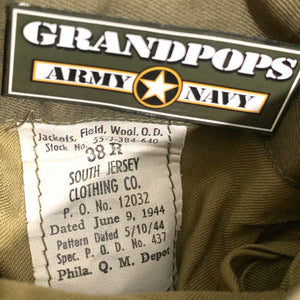 GRANDPOPS
ARMY NAVY
Jackets, Field, Wool, O.D.
Stock No. 55-J-384-640
38 R
SOUTH JERSEY
CLOTHING CO.
P. O. No. 12032
Dated June 9, 1944
Pattern Dated 5/10/44
Spec. P. Q. D. No. 437
Phila. Q. M. Depot